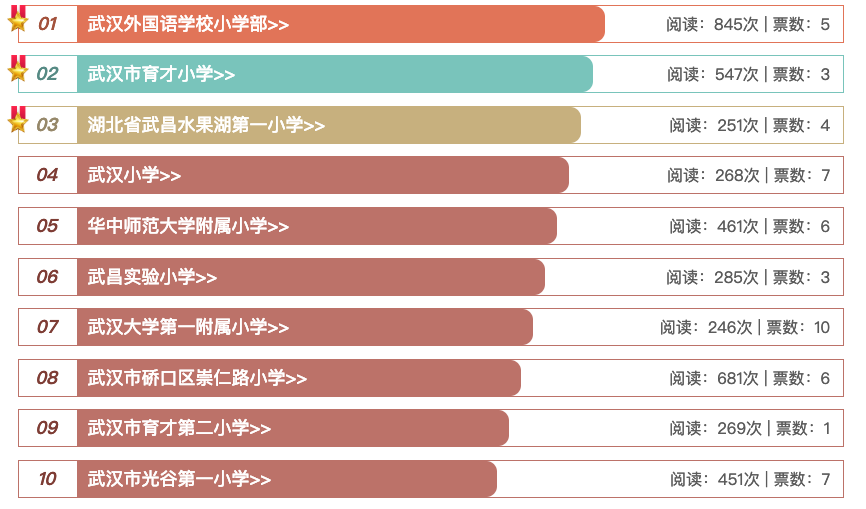 01 武汉外国语学校小学部>> 阅读：845次 | 票数：5
02 武汉市育才小学>> 阅读：547次 | 票数：3
03 湖北省武昌水果湖第一小学>> 阅读：251次 | 票数：4
04 武汉小学>> 阅读：268次 | 票数：7
05 华中师范大学附属小学>> 阅读：461次 | 票数：6
06 武昌实验小学>> 阅读：285次 | 票数：3
07 武汉大学第一附属小学>> 阅读：246次 | 票数：10
08 武汉市硚口区崇仁路小学>> 阅读：681次 | 票数：6
09 武汉市育才第二小学>> 阅读：269次 | 票数：1
10 武汉市光谷第一小学>> 阅读：451次 | 票数：7